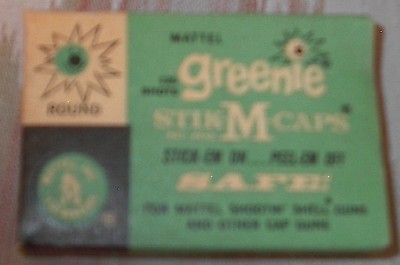 MATTEL
greenie
STIK-M-CAPS
ROUND
STICK-ON ON... PEEL-EM OFF
SAFE!
FOR MATTEL SHOOTIN' SHELL GUNS
AND OTHER CAP GUNS